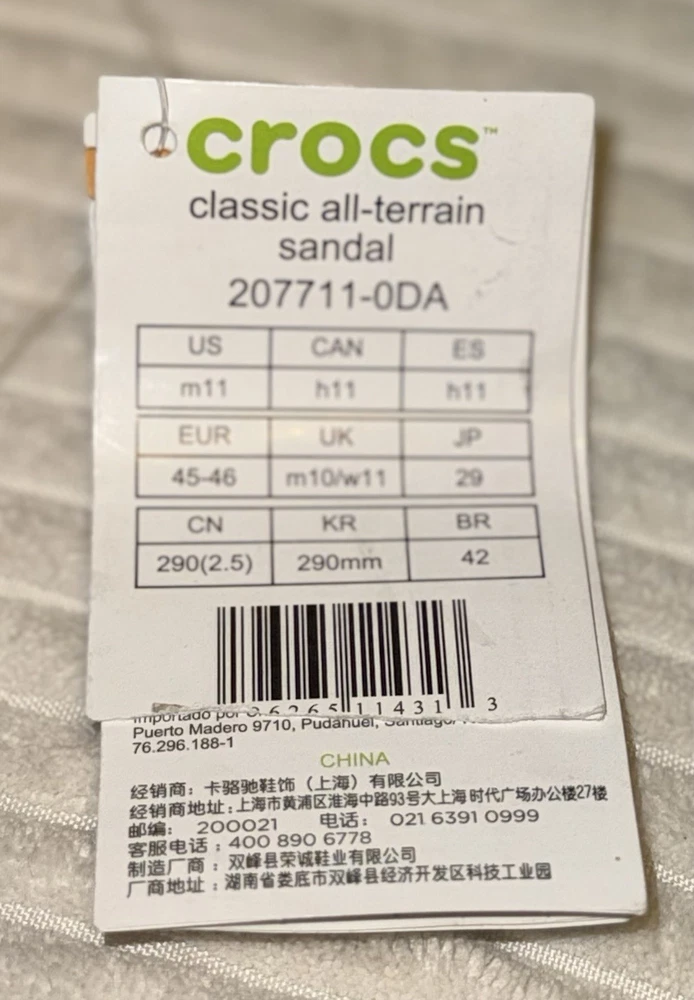 crocs™
classic all-terrain
sandal
207711-0DA
US CAN ES
m11 h11 h11
EUR UK JP
45-46 m10/w11 29
CN KR BR
290(2.5) 290mm 42
6265 11431 3
Importado por
Puerto Madero 9710, Pudahuel, Santiago
76.296.188-1
CHINA
经销商：卡骆驰鞋饰（上海）有限公司
经销商地址：上海市黄浦区淮海中路93号大上海时代广场办公楼27楼
邮编： 200021 电话： 021 6391 0999
客服电话：400 890 6778
制造厂商：双峰县荣诚鞋业有限公司
厂商地址：湖南省娄底市双峰县经济开发区科技工业园